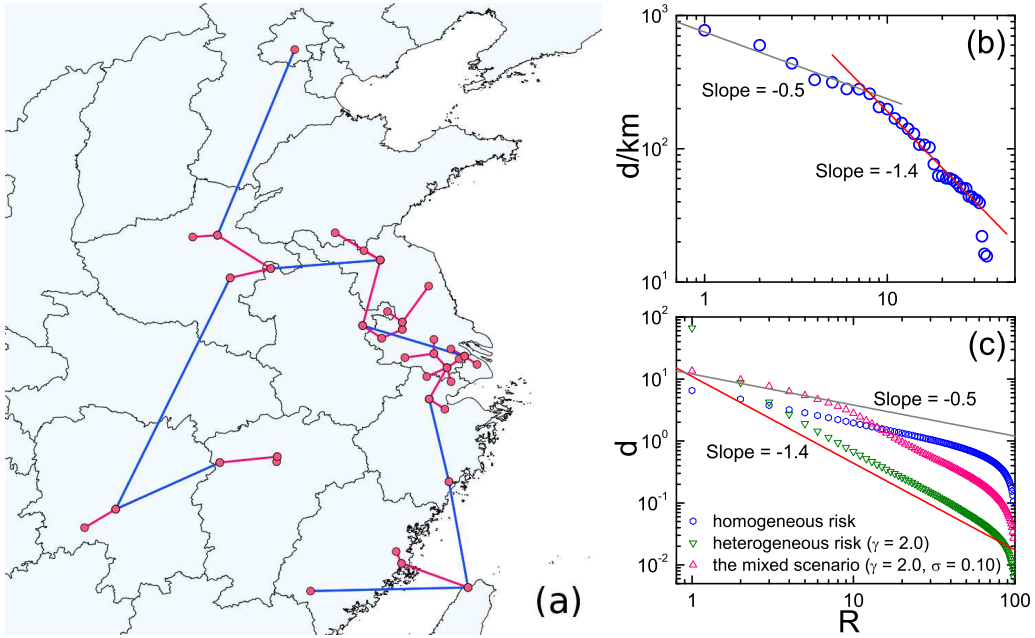 (a)
10³
(b)
Slope = -0.5
d/km
10²
Slope = -1.4
10¹
1
10
10²
(c)
10¹
Slope = -0.5
d
10⁰
Slope = -1.4
10⁻¹
homogeneous risk
heterogeneous risk (γ = 2.0)
10⁻²
the mixed scenario (γ = 2.0, σ = 0.10)
1
10
100
R